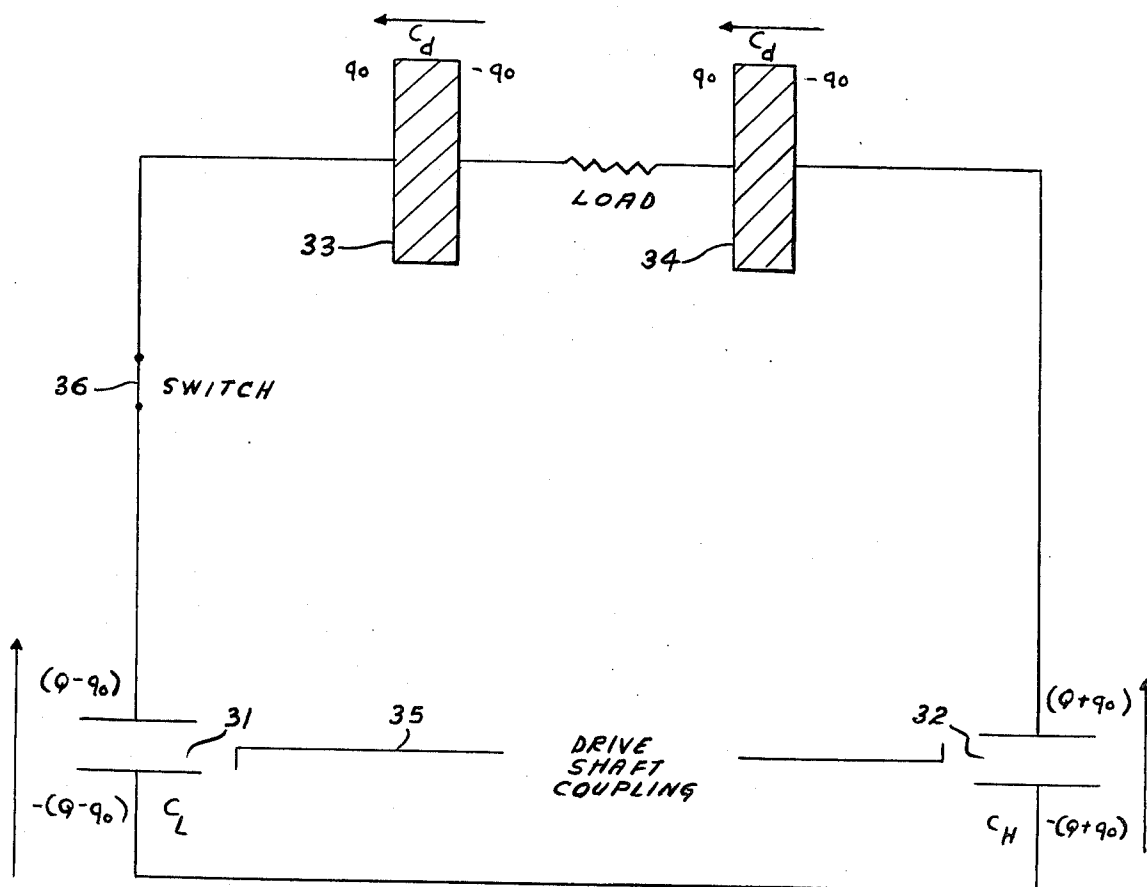 C_d
q₀ -q₀
C_d
q₀ -q₀
LOAD
33
34
36 SWITCH
(Q-q₀)
31
35
DRIVE
SHAFT
COUPLING
32
(Q+q₀)
-(Q-q₀)
C_L
C_H
-(Q+q₀)